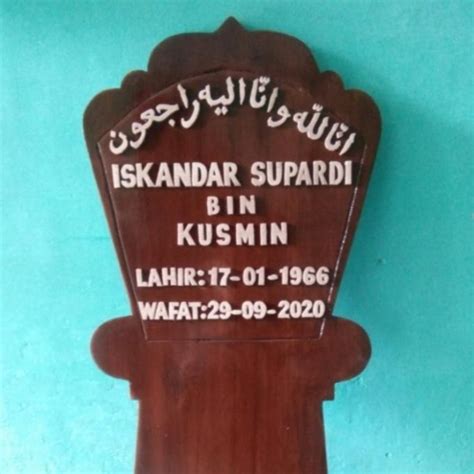 انا لله وانا اليه راجعون
ISKANDAR SUPARDI
BIN
KUSMIN
LAHIR:17-01-1966
WAFAT:29-09-2020